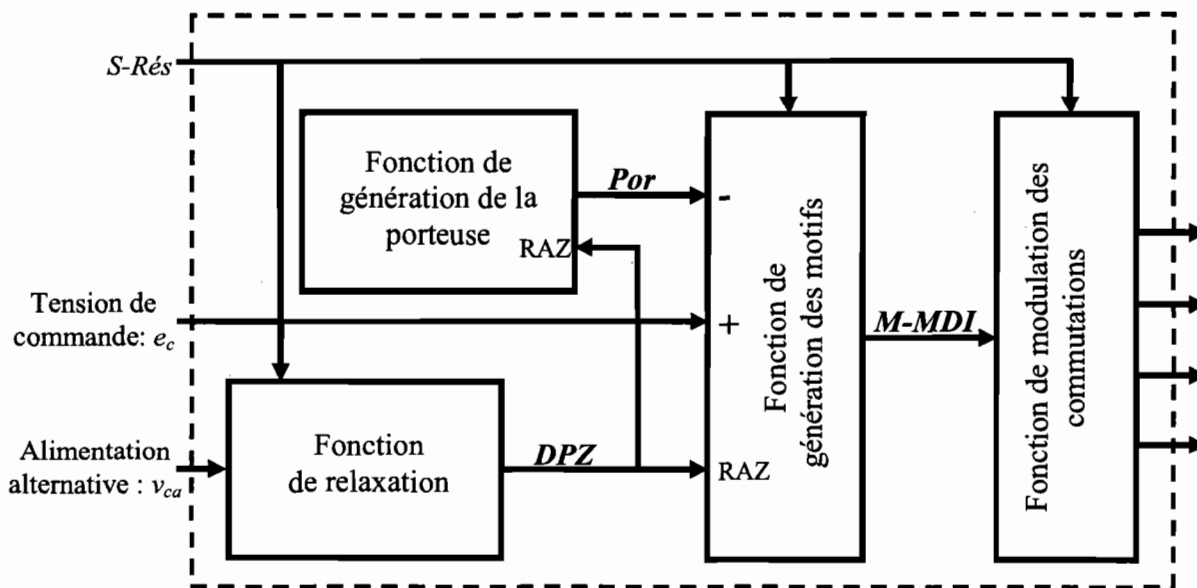 S-Rés
Fonction de
génération de la
porteuse
RAZ
Por
-
Tension de
commande: e_c
+
Alimentation
alternative : v_ca
Fonction
de relaxation
DPZ
RAZ
Fonction de
génération des motifs
M-MDI
Fonction de modulation des
commutations